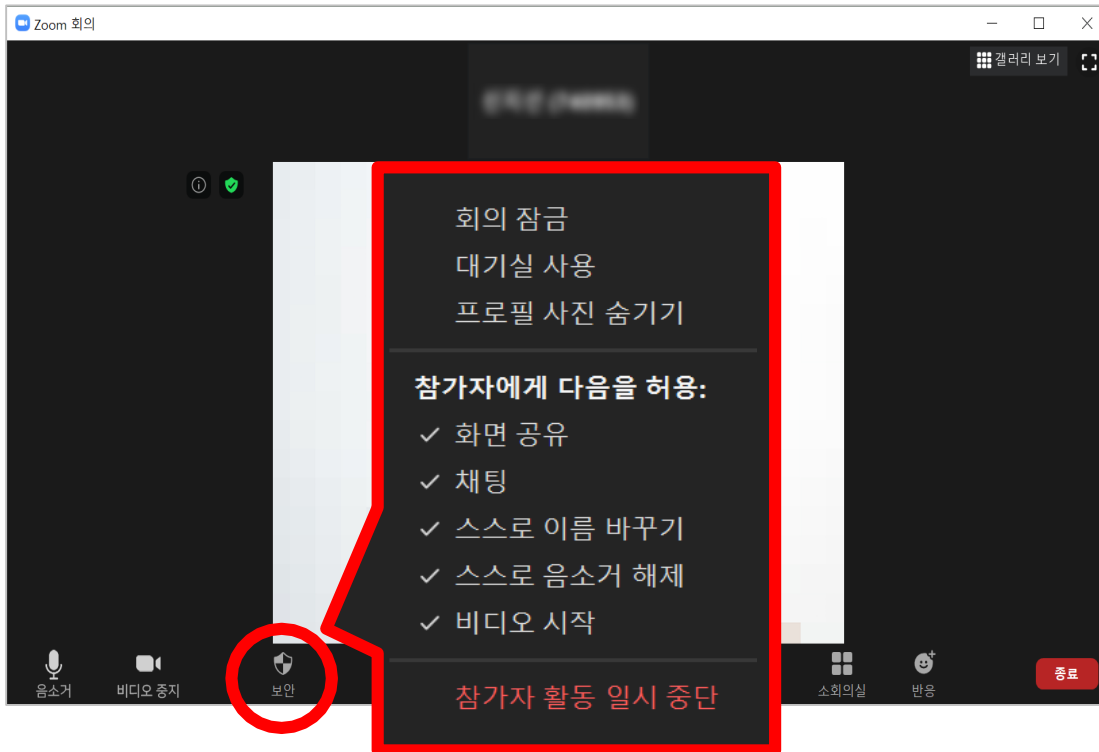 Zoom 회의
갤러리 보기
회의 잠금
대기실 사용
프로필 사진 숨기기
참가자에게 다음을 허용:
화면 공유
채팅
스스로 이름 바꾸기
스스로 음소거 해제
비디오 시작
참가자 활동 일시 중단
음소거
비디오 중지
보안
소회의실
반응
종료